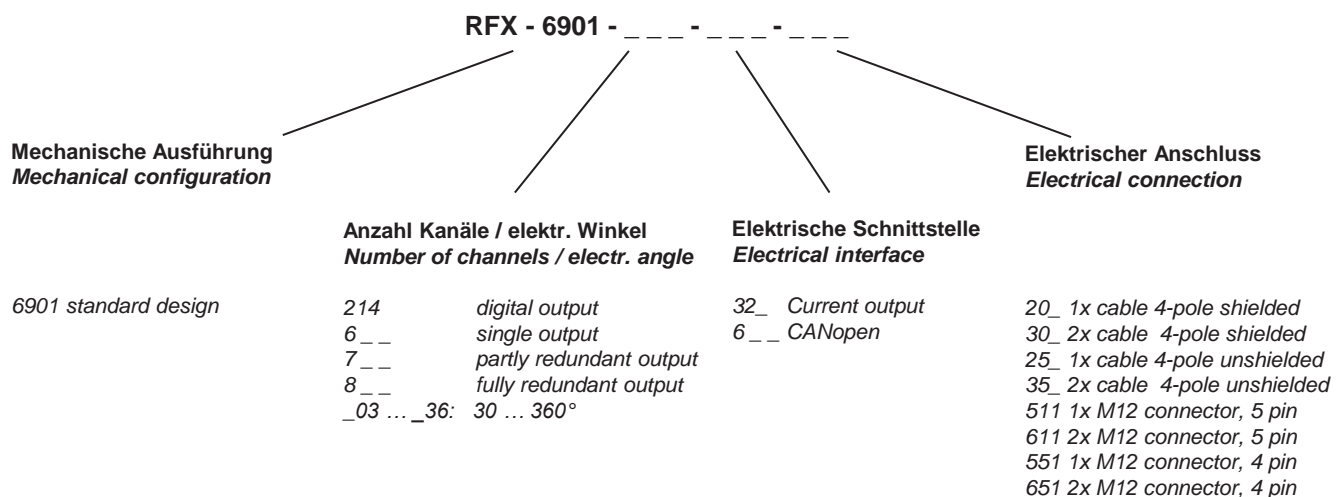 RFX - 6901 - _ _ _ - _ _ _ - _ _ _
Mechanische Ausführung
Mechanical configuration
6901 standard design
Anzahl Kanäle / elektr. Winkel
Number of channels / electr. angle
214 digital output
6 _ _ single output
7 _ _ partly redundant output
8 _ _ fully redundant output
_03 … _36: 30 … 360°
Elektrische Schnittstelle
Electrical interface
32_ Current output
6 _ _ CANopen
Elektrischer Anschluss
Electrical connection
20_ 1x cable 4-pole shielded
30_ 2x cable 4-pole shielded
25_ 1x cable 4-pole unshielded
35_ 2x cable 4-pole unshielded
511 1x M12 connector, 5 pin
611 2x M12 connector, 5 pin
551 1x M12 connector, 4 pin
651 2x M12 connector, 4 pin